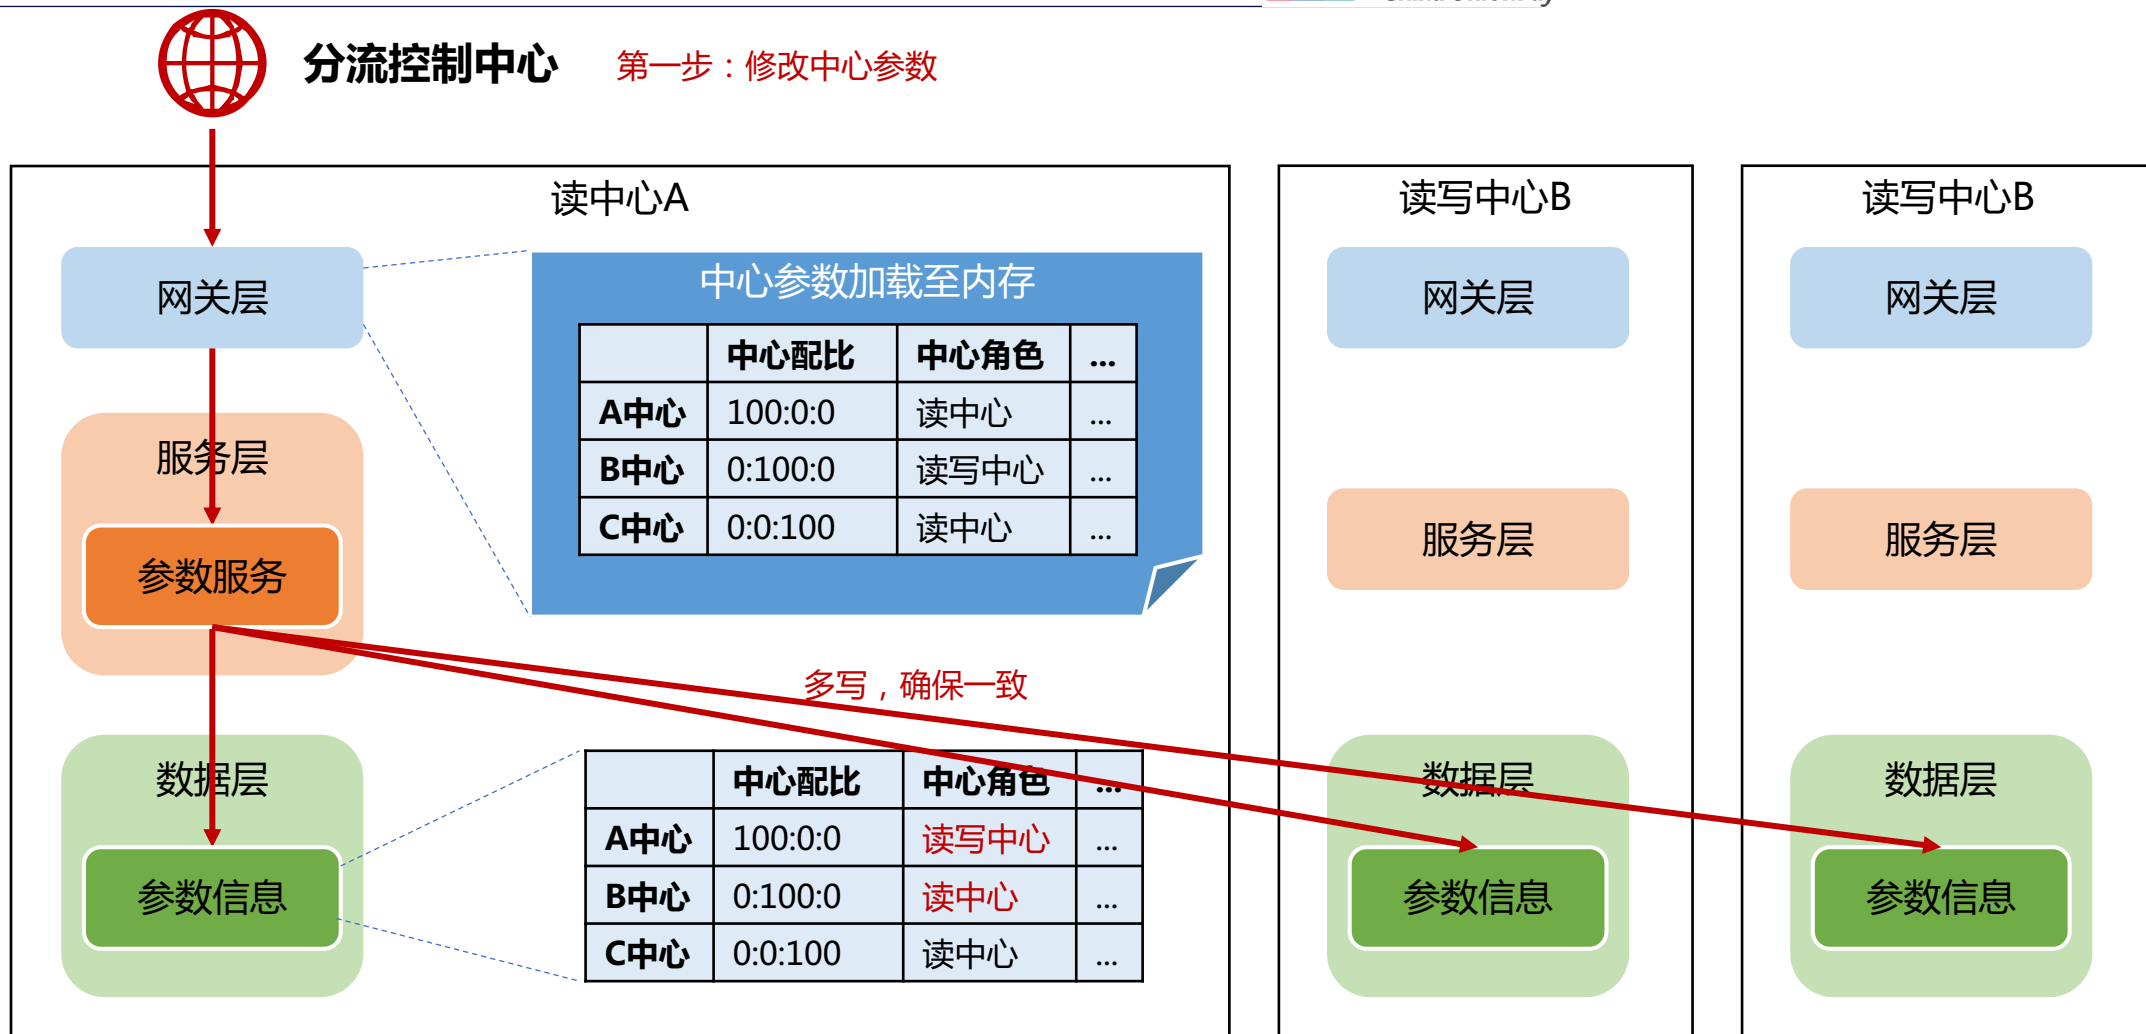 分流控制中心 第一步：修改中心参数
读中心A
网关层
中心参数加载至内存
中心配比 中心角色 ...
A中心 100:0:0 读中心 ...
B中心 0:100:0 读写中心 ...
C中心 0:0:100 读中心 ...
服务层
参数服务
多写，确保一致
数据层
参数信息
中心配比 中心角色 ...
A中心 100:0:0 读写中心 ...
B中心 0:100:0 读中心 ...
C中心 0:0:100 读中心 ...
读写中心B
网关层
服务层
数据层
参数信息
读写中心B
网关层
服务层
数据层
参数信息